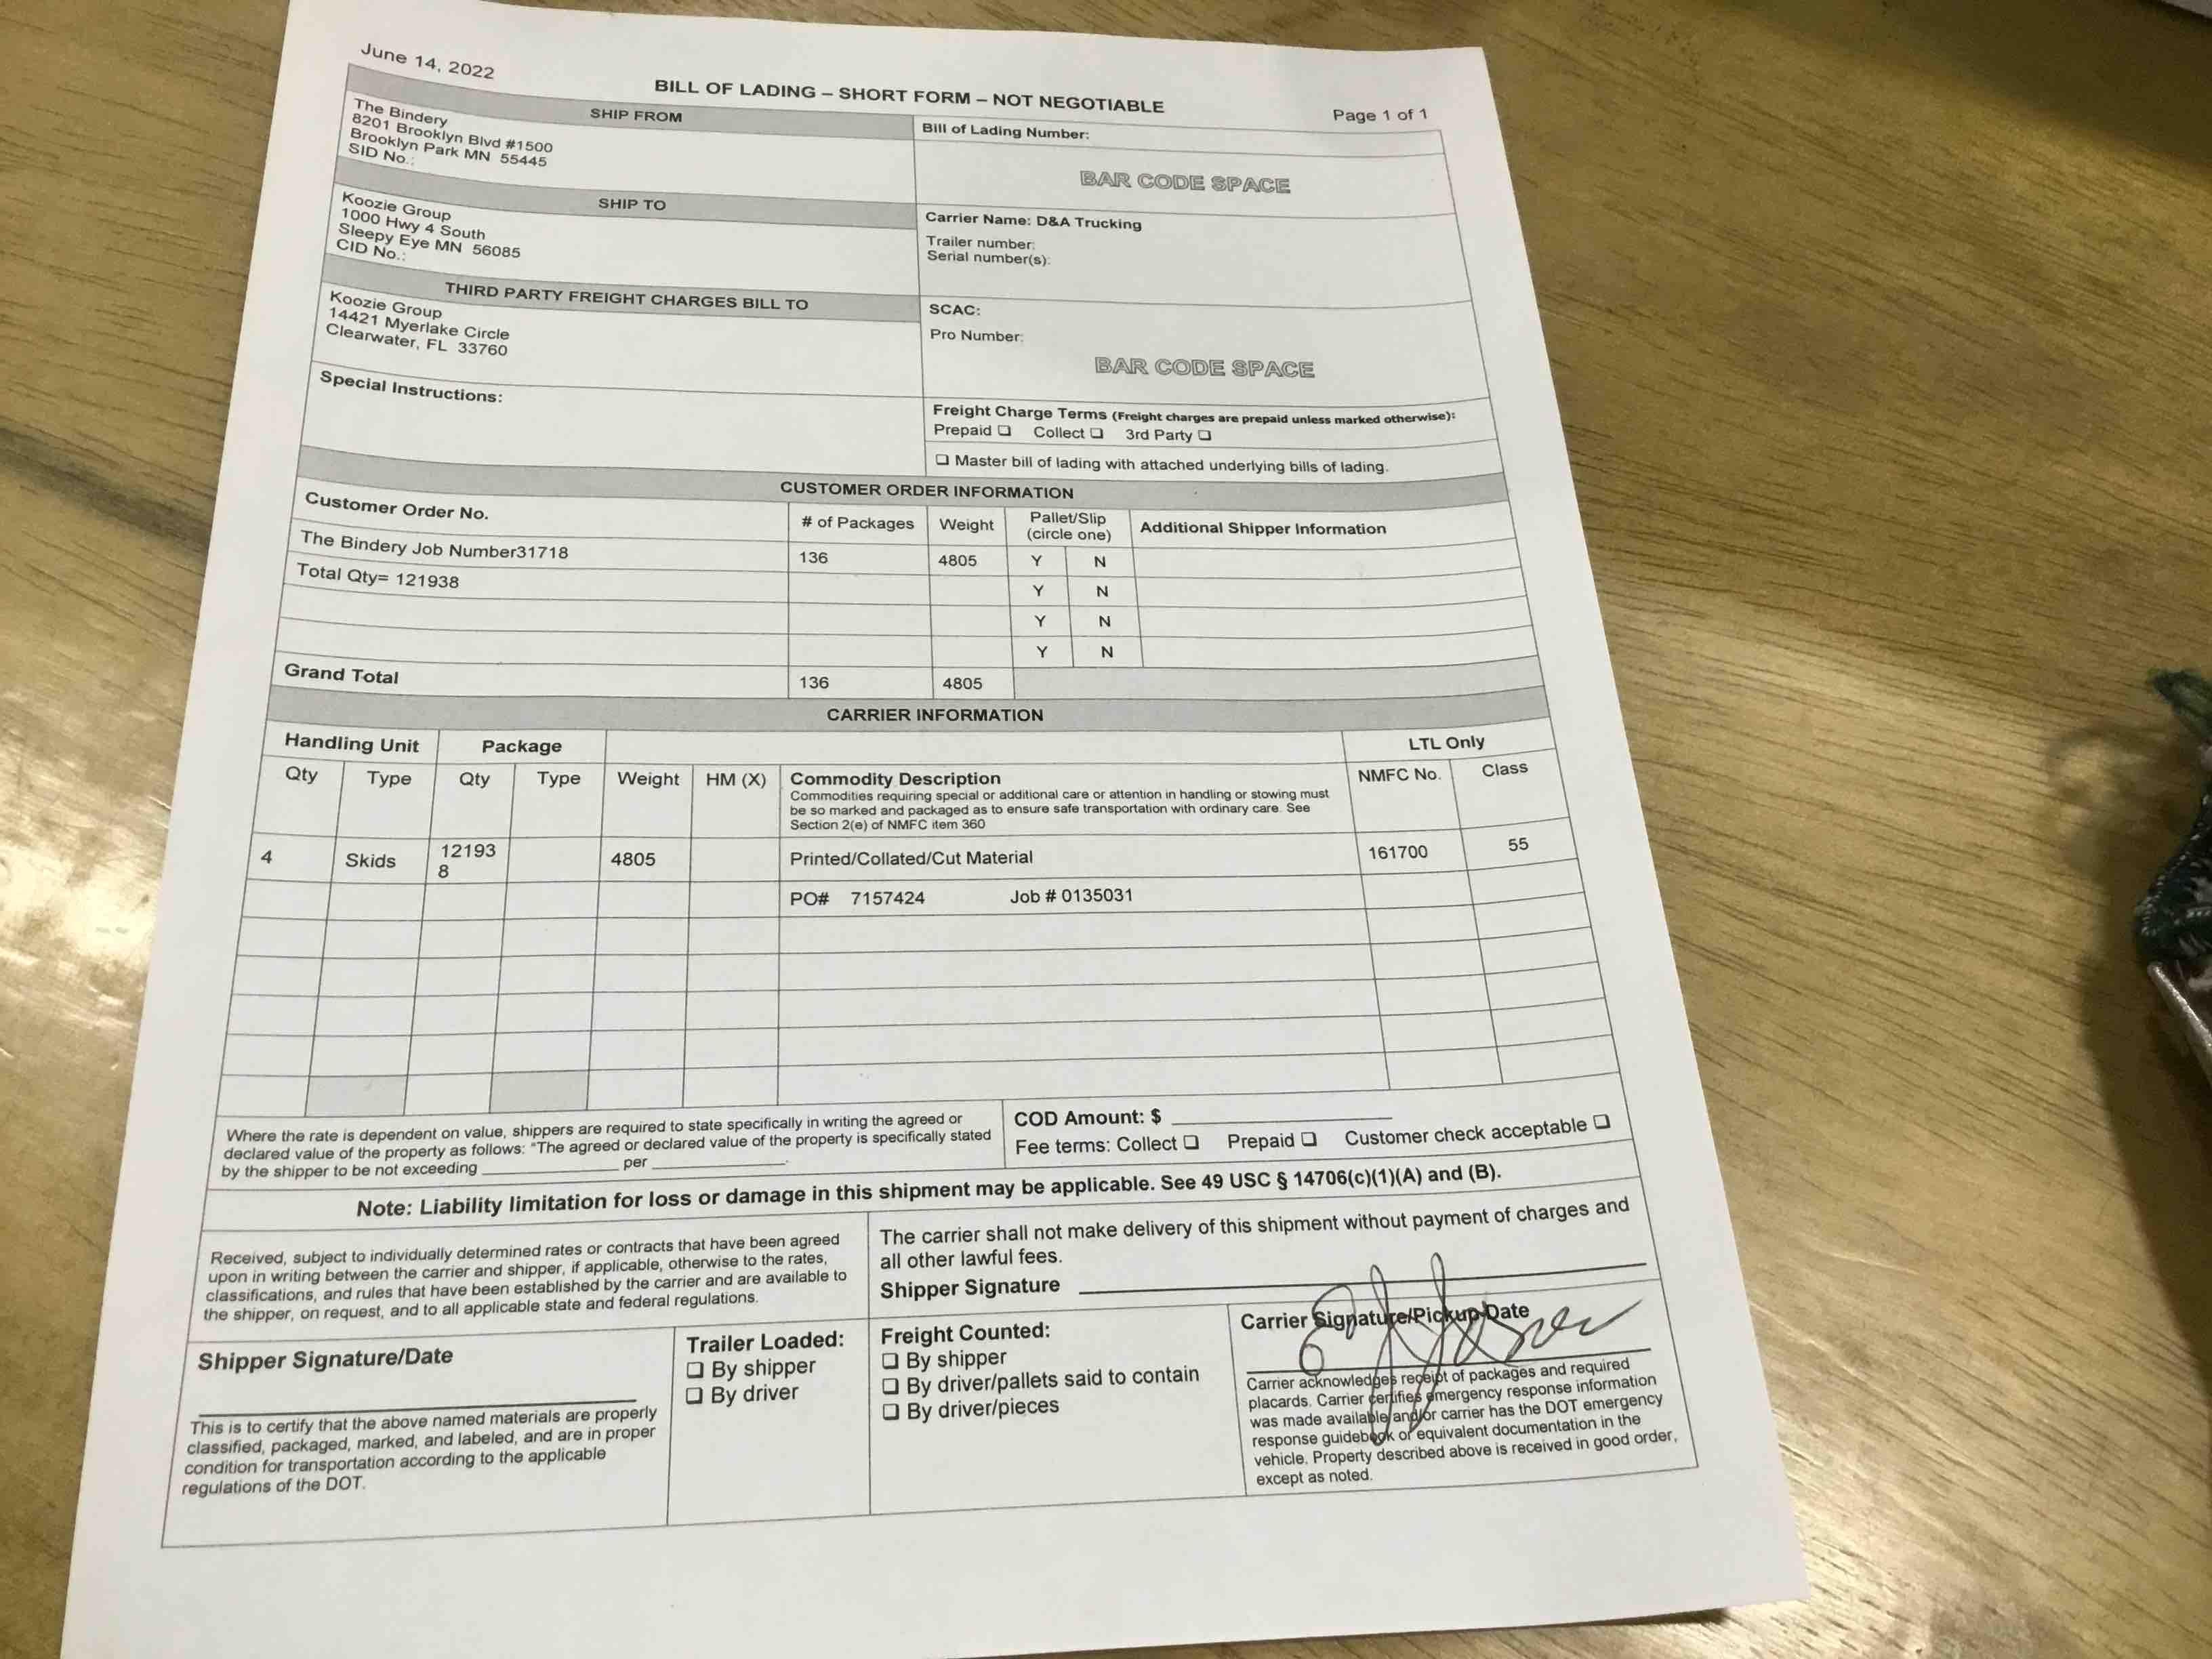 June 14, 2022
BILL OF LADING – SHORT FORM – NOT NEGOTIABLE
Page 1 of 1
SHIP FROM
The Bindery
8201 Brooklyn Blvd #1500
Brooklyn Park MN 55445
SID No.:
Bill of Lading Number:
BAR CODE SPACE
SHIP TO
Koozie Group
1000 Hwy 4 South
Sleepy Eye MN 56085
CID No.:
Carrier Name: D&A Trucking
Trailer number:
Serial number(s):
THIRD PARTY FREIGHT CHARGES BILL TO
Koozie Group
14421 Myerlake Circle
Clearwater, FL 33760
SCAC:
Pro Number:
BAR CODE SPACE
Special Instructions:
Freight Charge Terms (Freight charges are prepaid unless marked otherwise):
Prepaid ❑ Collect ❑ 3rd Party ❑
❑ Master bill of lading with attached underlying bills of lading.
CUSTOMER ORDER INFORMATION
Customer Order No. # of Packages Weight Pallet/Slip (circle one) Additional Shipper Information
The Bindery Job Number31718 136 4805 Y N
Total Qty= 121938 Y N
Y N
Y N
Grand Total 136 4805
CARRIER INFORMATION
Handling Unit Package LTL Only
Qty Type Qty Type Weight HM (X) Commodity Description NMFC No. Class
Commodities requiring special or additional care or attention in handling or stowing must
be so marked and packaged as to ensure safe transportation with ordinary care. See
Section 2(e) of NMFC item 360
4 Skids 12193 4805 Printed/Collated/Cut Material 161700 55
8
PO# 7157424 Job # 0135031
Where the rate is dependent on value, shippers are required to state specifically in writing the agreed or
declared value of the property as follows: "The agreed or declared value of the property is specifically stated
by the shipper to be not exceeding ______________ per ______________.
COD Amount: $ ____________________
Fee terms: Collect ❑ Prepaid ❑ Customer check acceptable ❑
Note: Liability limitation for loss or damage in this shipment may be applicable. See 49 USC § 14706(c)(1)(A) and (B).
Received, subject to individually determined rates or contracts that have been agreed
upon in writing between the carrier and shipper, if applicable, otherwise to the rates,
classifications, and rules that have been established by the carrier and are available to
the shipper, on request, and to all applicable state and federal regulations.
The carrier shall not make delivery of this shipment without payment of charges and
all other lawful fees.
Shipper Signature
Shipper Signature/Date
This is to certify that the above named materials are properly
classified, packaged, marked, and labeled, and are in proper
condition for transportation according to the applicable
regulations of the DOT.
Trailer Loaded:
❑ By shipper
❑ By driver
Freight Counted:
❑ By shipper
❑ By driver/pallets said to contain
❑ By driver/pieces
Carrier Signature/Pickup Date
Carrier acknowledges receipt of packages and required
placards. Carrier certifies emergency response information
was made available and/or carrier has the DOT emergency
response guidebook or equivalent documentation in the
vehicle. Property described above is received in good order,
except as noted.